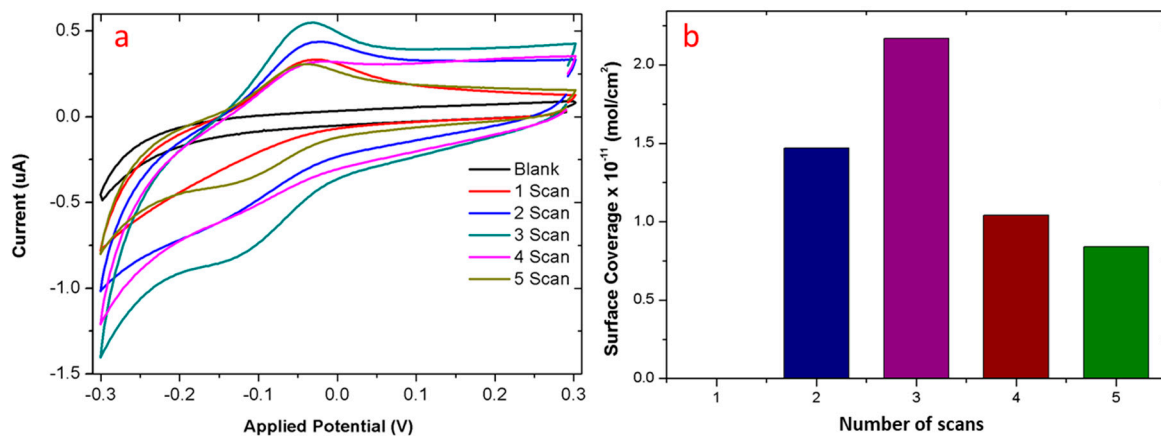 a
Current (uA)
0.5
0.0
-0.5
-1.0
-1.5
-0.3 -0.2 -0.1 0.0 0.1 0.2 0.3
Applied Potential (V)
Blank
1 Scan
2 Scan
3 Scan
4 Scan
5 Scan
b
Surface Coverage x 10⁻¹¹ (mol/cm²)
2.0
1.5
1.0
0.5
0.0
1 2 3 4 5
Number of scans